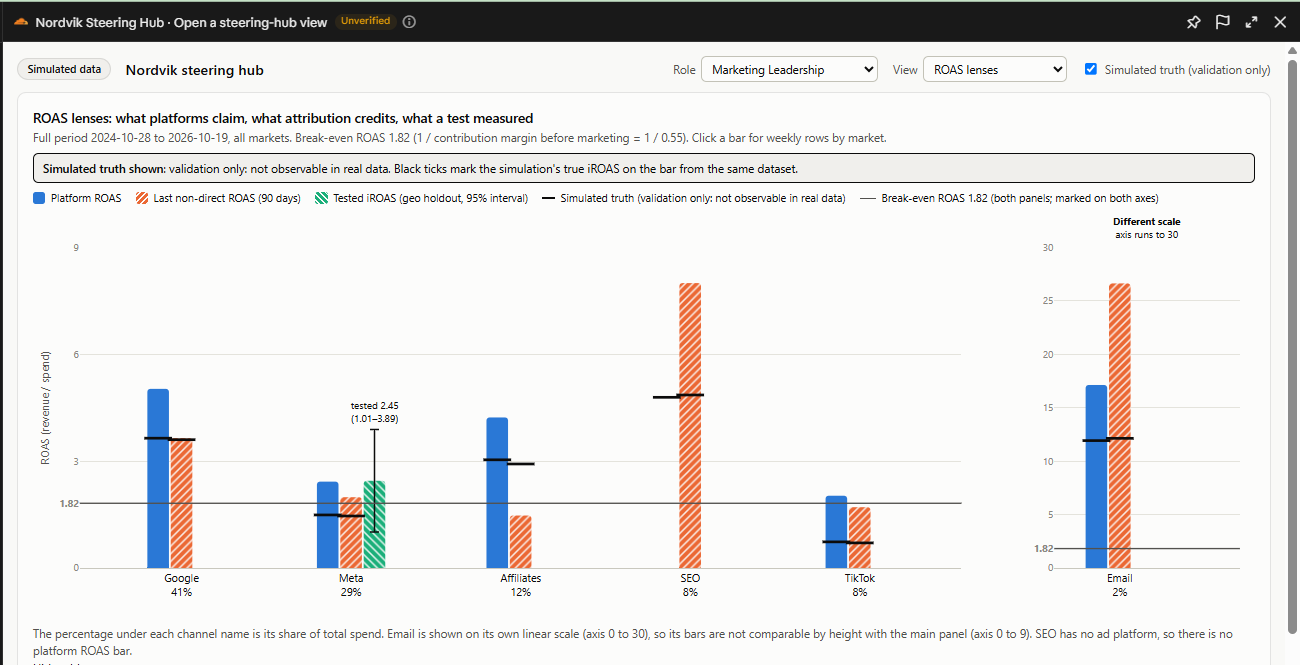 Nordvik Steering Hub · Open a steering-hub view Unverified
Simulated data Nordvik steering hub Role Marketing Leadership View ROAS lenses Simulated truth (validation only)
ROAS lenses: what platforms claim, what attribution credits, what a test measured
Full period 2024-10-28 to 2026-10-19, all markets. Break-even ROAS 1.82 (1 / contribution margin before marketing = 1 / 0.55). Click a bar for weekly rows by market.
Simulated truth shown: validation only: not observable in real data. Black ticks mark the simulation's true iROAS on the bar from the same dataset.
Platform ROAS Last non-direct ROAS (90 days) Tested iROAS (geo holdout, 95% interval) Simulated truth (validation only: not observable in real data) Break-even ROAS 1.82 (both panels; marked on both axes)
Different scale
axis runs to 30
ROAS (revenue / spend)
9
6
3
1.82
0
tested 2.45
(1.01–3.89)
Google
41%
Meta
29%
Affiliates
12%
SEO
8%
TikTok
8%
30
25
20
15
10
5
1.82
0
Email
2%
The percentage under each channel name is its share of total spend. Email is shown on its own linear scale (axis 0 to 30), so its bars are not comparable by height with the main panel (axis 0 to 9). SEO has no ad platform, so there is no
platform ROAS bar.